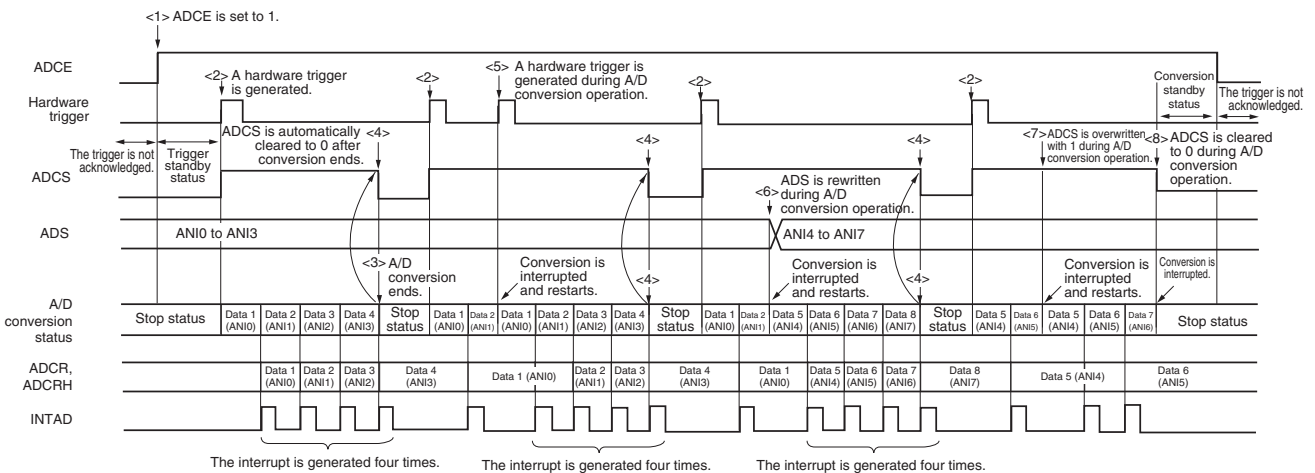 <1> ADCE is set to 1.
ADCE
<2> A hardware trigger
is generated.
<2>
<5> A hardware trigger is
generated during A/D
conversion operation.
<2>
<2>
Conversion
standby
status
The trigger is not
acknowledged.
Hardware
trigger
The trigger is not
acknowledged.
Trigger
standby
status
ADCS is automatically
cleared to 0 after
conversion ends.
<4>
<4>
<4>
<7> ADCS is overwritten
with 1 during A/D
conversion operation.
<8> ADCS is cleared
to 0 during A/D
conversion
operation.
ADCS
<6> ADS is rewritten
during A/D
conversion operation.
ADS
ANI0 to ANI3
ANI4 to ANI7
<3> A/D
conversion
ends.
Conversion is
interrupted
and restarts.
<4>
Conversion is
interrupted
and restarts.
<4>
Conversion is
interrupted
and restarts.
Conversion is
interrupted.
A/D
conversion
status
Stop status
Data 1
(ANI0)
Data 2
(ANI1)
Data 3
(ANI2)
Data 4
(ANI3)
Stop
status
Data 1
(ANI0)
Data 2
(ANI1)
Data 1
(ANI0)
Data 2
(ANI1)
Data 3
(ANI2)
Data 4
(ANI3)
Stop
status
Data 1
(ANI0)
Data 2
(ANI1)
Data 5
(ANI4)
Data 6
(ANI5)
Data 7
(ANI6)
Data 8
(ANI7)
Stop
status
Data 5
(ANI4)
Data 6
(ANI5)
Data 5
(ANI4)
Data 6
(ANI5)
Data 7
(ANI6)
Stop status
ADCR,
ADCRH
Data 1
(ANI0)
Data 2
(ANI1)
Data 3
(ANI2)
Data 4
(ANI3)
Data 1 (ANI0)
Data 2
(ANI1)
Data 3
(ANI2)
Data 4
(ANI3)
Data 1
(ANI0)
Data 5
(ANI4)
Data 6
(ANI5)
Data 7
(ANI6)
Data 8
(ANI7)
Data 5 (ANI4)
Data 6
(ANI5)
INTAD
The interrupt is generated four times.
The interrupt is generated four times.
The interrupt is generated four times.